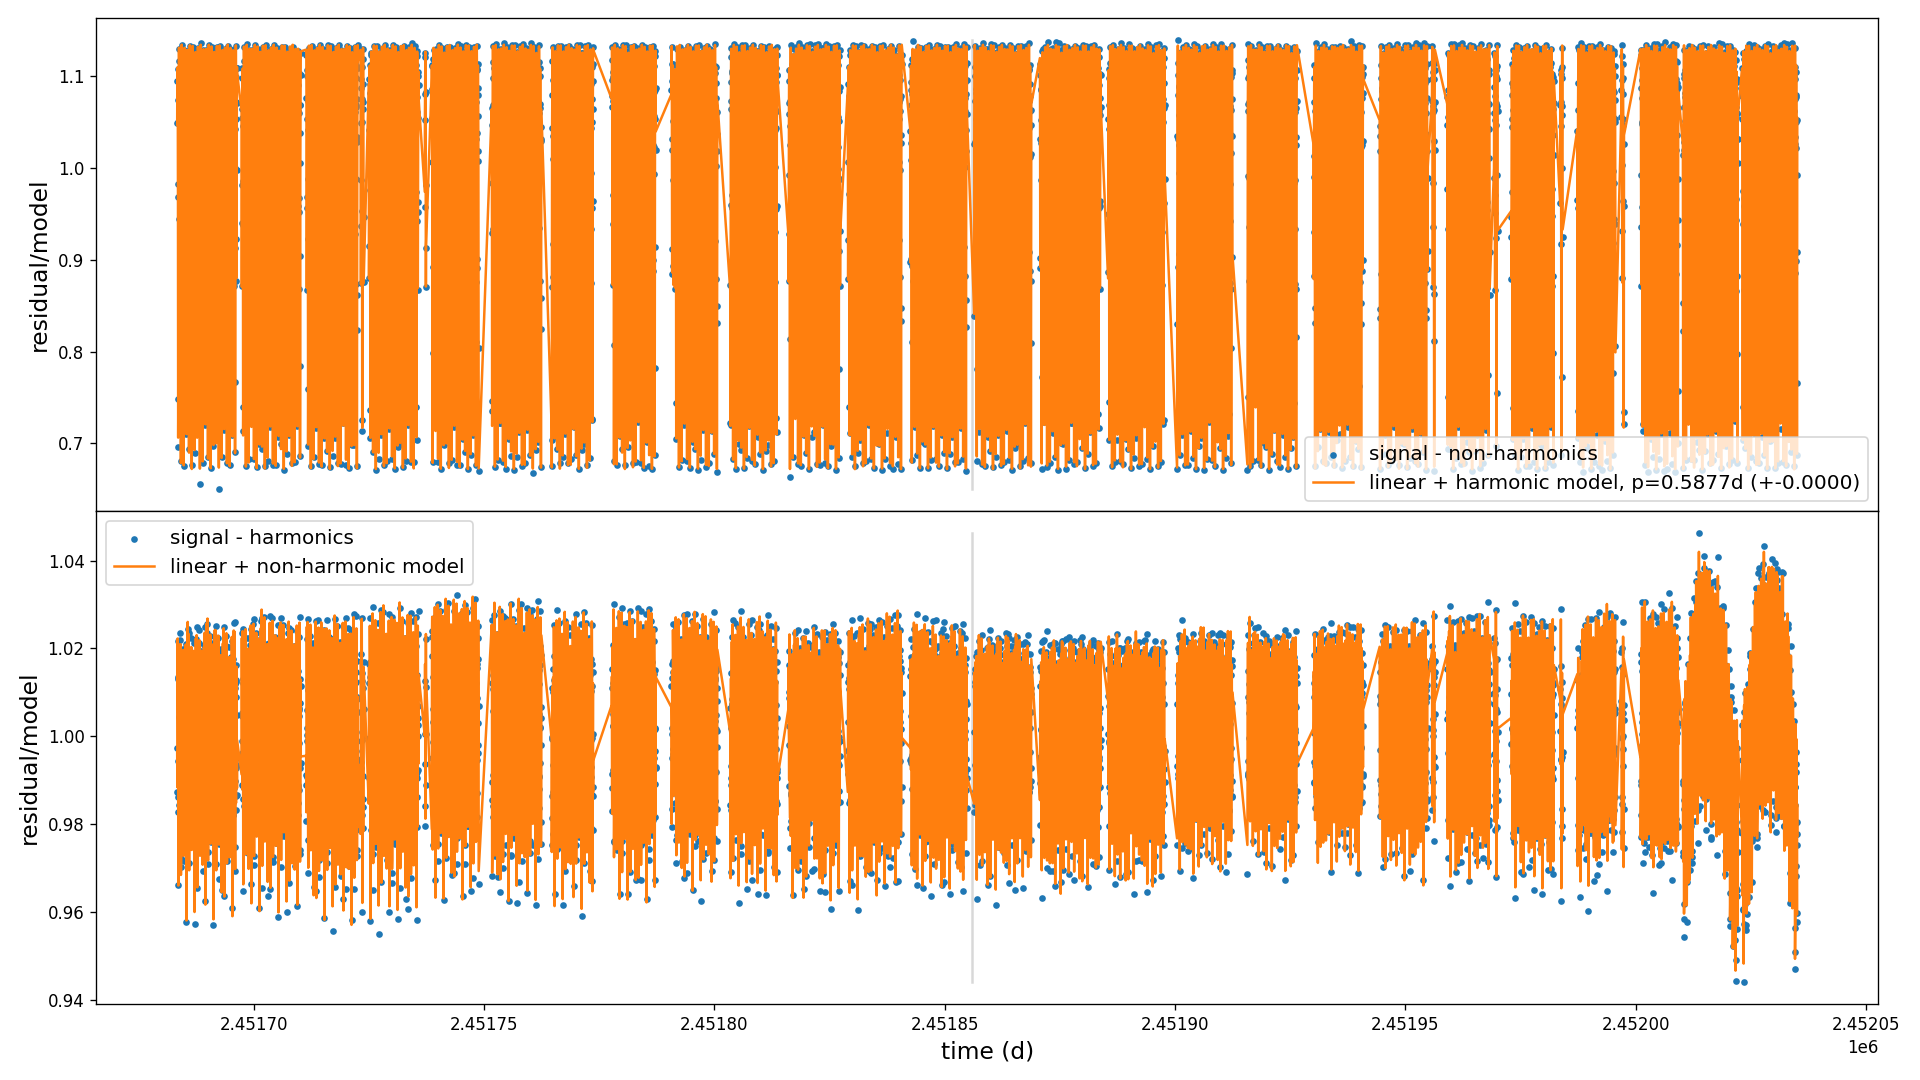 residual/model
1.1
1.0
0.9
0.8
0.7
signal - non-harmonics
linear + harmonic model, p=0.5877d (+-0.0000)
residual/model
1.04
1.02
1.00
0.98
0.96
0.94
signal - harmonics
linear + non-harmonic model
2.45170 2.45175 2.45180 2.45185 2.45190 2.45195 2.45200 2.45205
1e6
time (d)